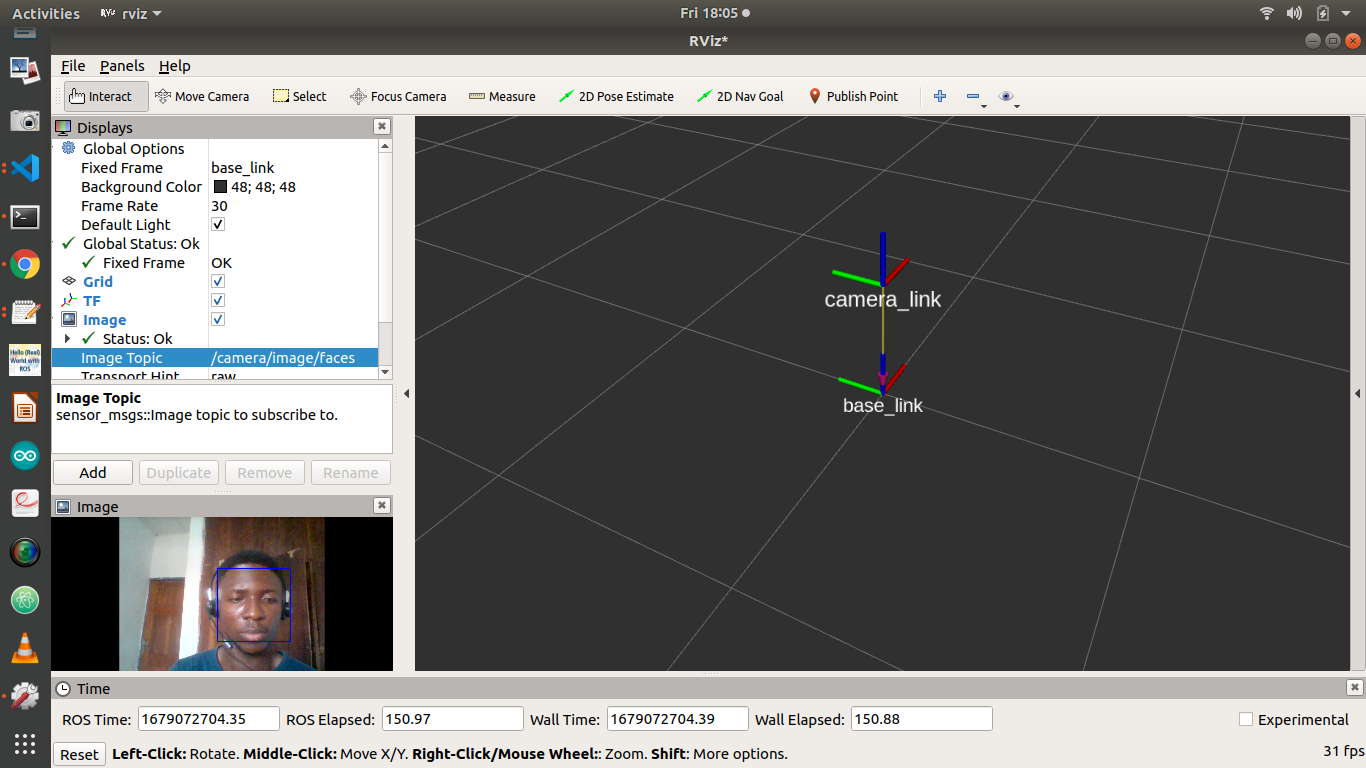 Activities
RViz rviz
Fri 18:05
RViz*
File Panels Help
Interact Move Camera Select Focus Camera Measure 2D Pose Estimate 2D Nav Goal Publish Point
Displays
Global Options
Fixed Frame base_link
Background Color 48; 48; 48
Frame Rate 30
Default Light
Global Status: Ok
Fixed Frame OK
Grid
TF
Image
Status: Ok
Image Topic /camera/image/faces
Transport Hint raw
Image Topic
sensor_msgs::Image topic to subscribe to.
Add Duplicate Remove Rename
Image
camera_link
base_link
Hello (Real)
World with
ROS
Time
ROS Time: 1679072704.35 ROS Elapsed: 150.97 Wall Time: 1679072704.39 Wall Elapsed: 150.88 Experimental
Reset Left-Click: Rotate. Middle-Click: Move X/Y. Right-Click/Mouse Wheel:: Zoom. Shift: More options. 31 fps